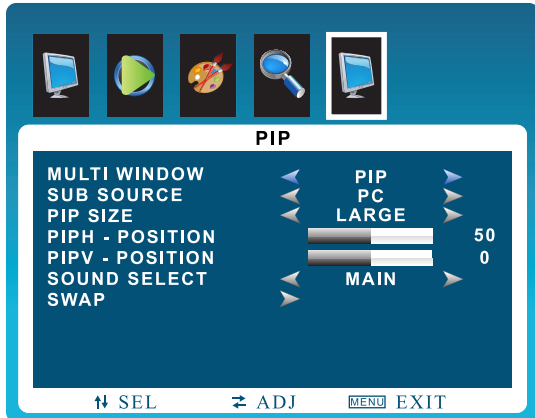 PIP
MULTI WINDOW PIP
SUB SOURCE PC
PIP SIZE LARGE
PIPH - POSITION 50
PIPV - POSITION 0
SOUND SELECT MAIN
SWAP
SEL ADJ MENU EXIT